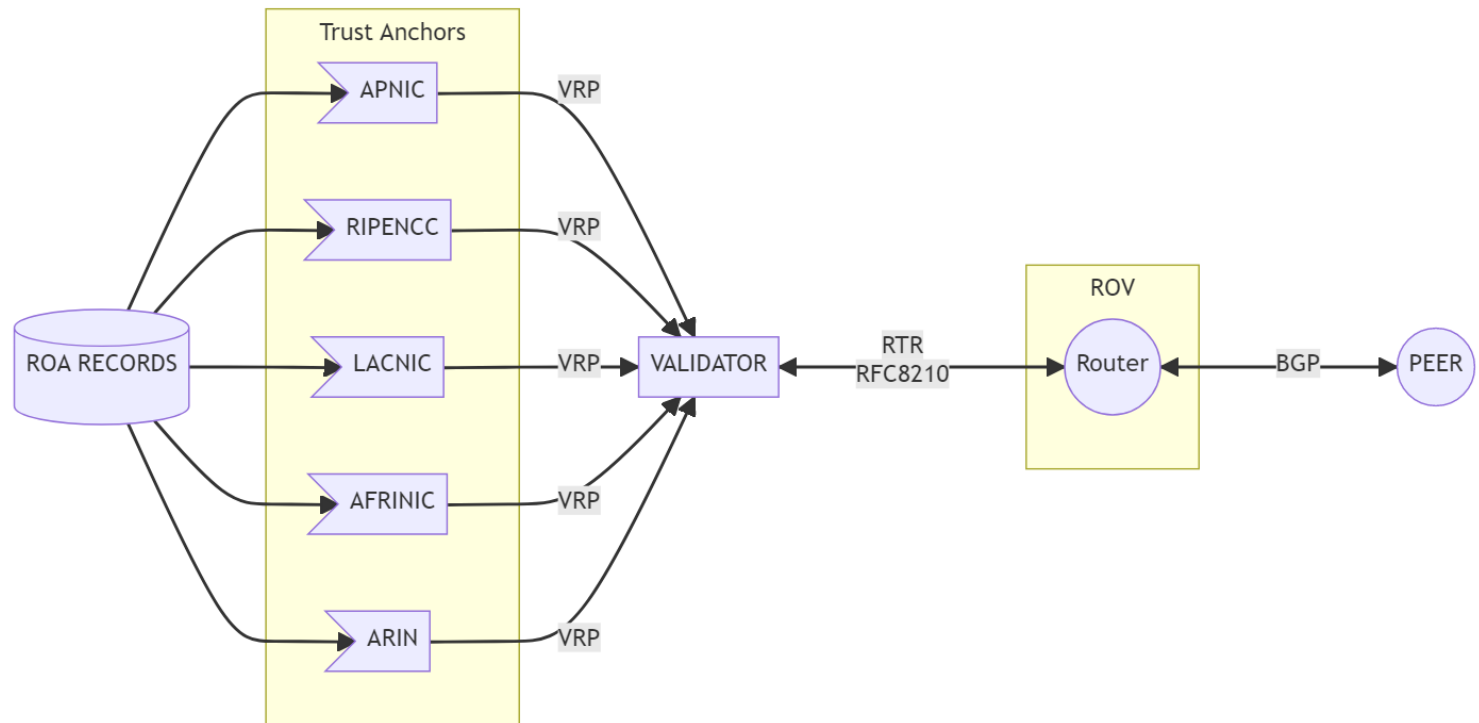 Trust Anchors
APNIC
VRP
RIPENCC
VRP
ROV
ROA RECORDS
LACNIC
VRP
VALIDATOR
RTR
RFC8210
Router
BGP
PEER
AFRINIC
VRP
ARIN
VRP